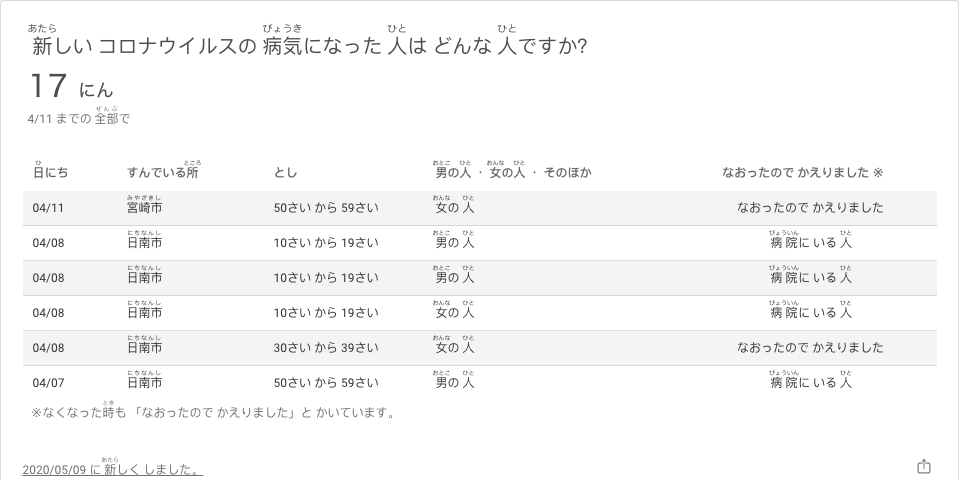 新しい コロナウイルスの 病気になった 人は どんな 人ですか?
17 にん
4/11 までの 全部で
日にち すんでいる所 とし 男の人 ・ 女の人 ・ そのほか なおったので かえりました ※
04/11 宮崎市 50さい から 59さい 女の 人 なおったので かえりました
04/08 日南市 10さい から 19さい 男の 人 病院に いる 人
04/08 日南市 10さい から 19さい 男の 人 病院に いる 人
04/08 日南市 10さい から 19さい 女の 人 病院に いる 人
04/08 日南市 30さい から 39さい 女の 人 なおったので かえりました
04/07 日南市 50さい から 59さい 男の 人 病院に いる 人
※なくなった時も 「なおったので かえりました」と かいています。
2020/05/09 に 新しく しました。